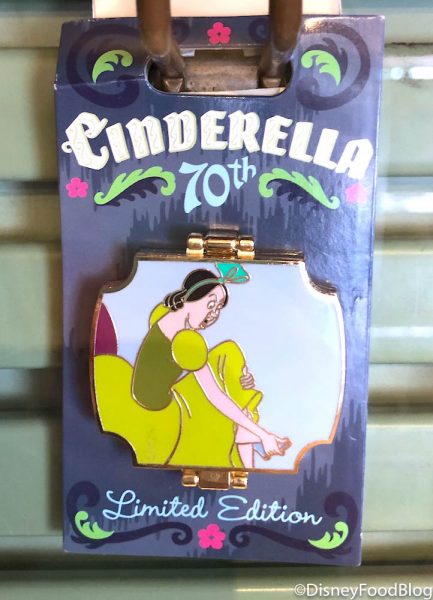 CINDERELLA
70th
Limited Edition
©DisneyFoodBlog